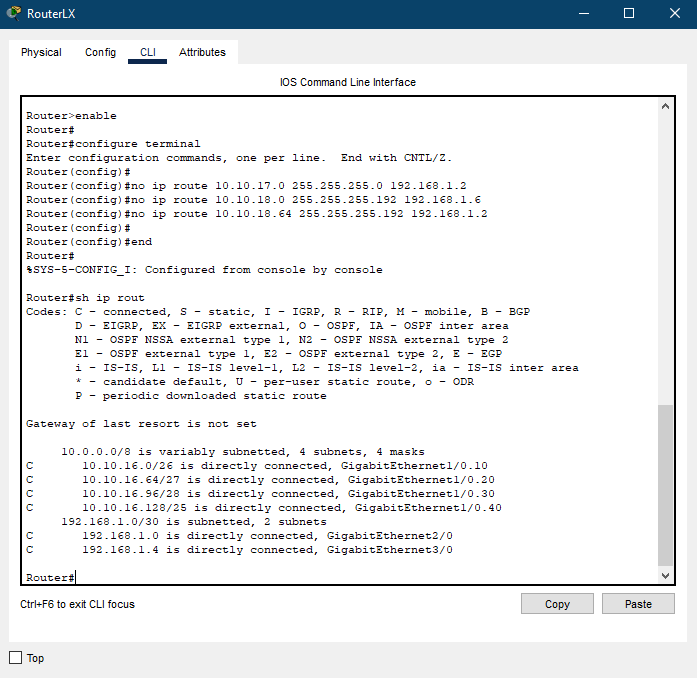 RouterLX
Physical Config CLI Attributes
IOS Command Line Interface
Router>enable
Router#
Router#configure terminal
Enter configuration commands, one per line.  End with CNTL/Z.
Router(config)#
Router(config)#no ip route 10.10.17.0 255.255.255.0 192.168.1.2
Router(config)#no ip route 10.10.18.0 255.255.255.192 192.168.1.6
Router(config)#no ip route 10.10.18.64 255.255.255.192 192.168.1.2
Router(config)#
Router(config)#end
Router#
%SYS-5-CONFIG_I: Configured from console by console
Router#sh ip rout
Codes: C - connected, S - static, I - IGRP, R - RIP, M - mobile, B - BGP
       D - EIGRP, EX - EIGRP external, O - OSPF, IA - OSPF inter area
       N1 - OSPF NSSA external type 1, N2 - OSPF NSSA external type 2
       E1 - OSPF external type 1, E2 - OSPF external type 2, E - EGP
       i - IS-IS, L1 - IS-IS level-1, L2 - IS-IS level-2, ia - IS-IS inter area
       * - candidate default, U - per-user static route, o - ODR
       P - periodic downloaded static route
Gateway of last resort is not set
     10.0.0.0/8 is variably subnetted, 4 subnets, 4 masks
C       10.10.16.0/26 is directly connected, GigabitEthernet1/0.10
C       10.10.16.64/27 is directly connected, GigabitEthernet1/0.20
C       10.10.16.96/28 is directly connected, GigabitEthernet1/0.30
C       10.10.16.128/25 is directly connected, GigabitEthernet1/0.40
     192.168.1.0/30 is subnetted, 2 subnets
C       192.168.1.0 is directly connected, GigabitEthernet2/0
C       192.168.1.4 is directly connected, GigabitEthernet3/0
Router#
Ctrl+F6 to exit CLI focus
Copy Paste
Top